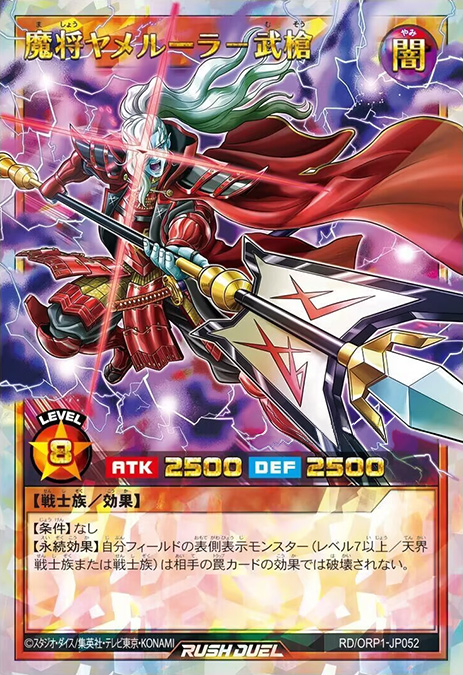 魔将ヤメルーラー武槍
闇
LEVEL
8
ATK 2500 DEF 2500
【戦士族／効果】
【条件】なし
【永続効果】自分フィールドの表側表示モンスター（レベル7以上／天界
戦士族または戦士族）は相手の罠カードの効果では破壊されない。
©スタジオ・ダイス/集英社・テレビ東京・KONAMI
RUSH DUEL
RD/ORP1-JP052